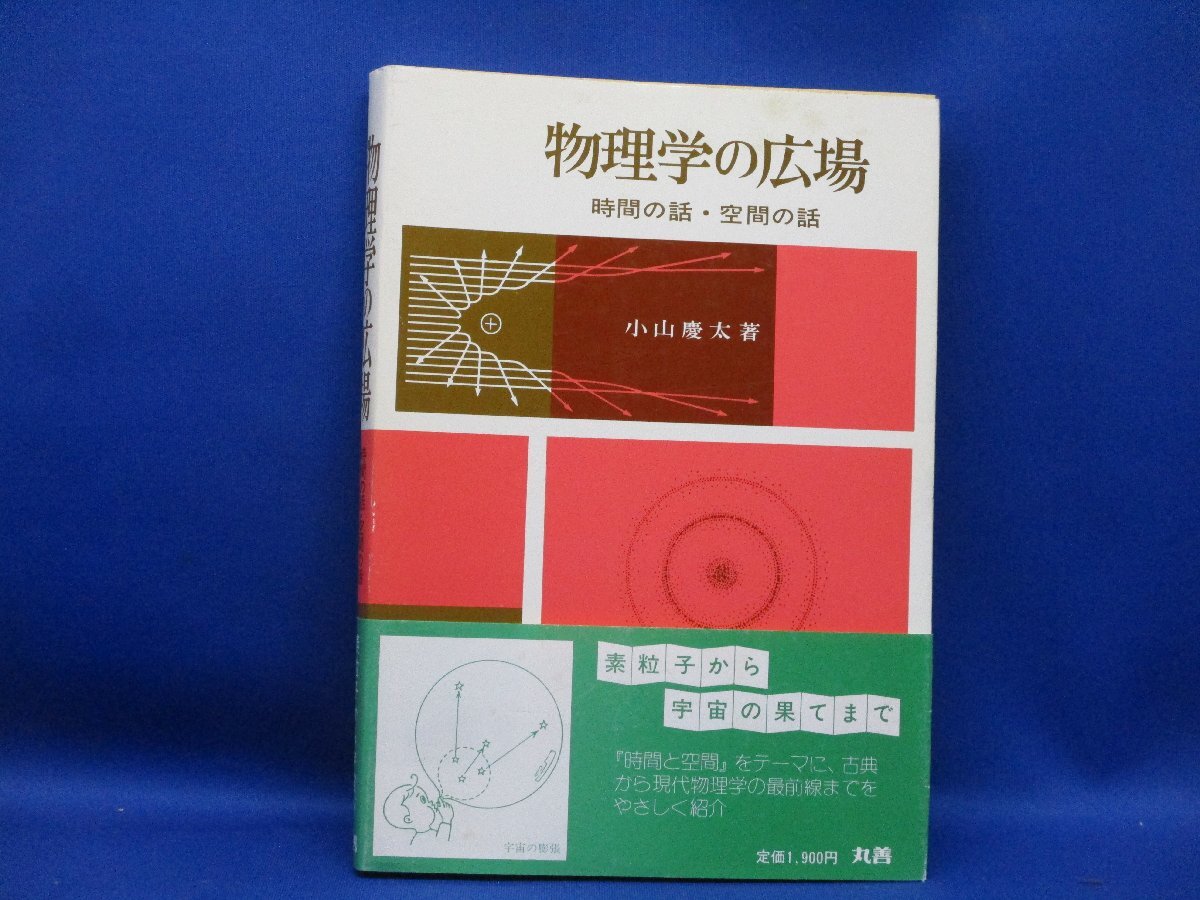 物理学の広場
時間の話・空間の話
小山慶太著
物理学の広場
素粒子から
宇宙の果てまで
『時間と空間』をテーマに、古典
から現代物理学の最前線までを
やさしく紹介
宇宙の膨張
定価1,900円 丸善